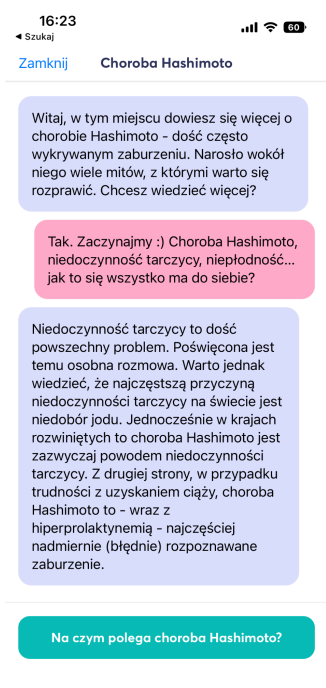 16:23
60
◀ Szukaj
Zamknij
Choroba Hashimoto
Witaj, w tym miejscu dowiesz się więcej o
chorobie Hashimoto - dość często
wykrywanym zaburzeniu. Narosło wokół
niego wiele mitów, z którymi warto się
rozprawić. Chcesz wiedzieć więcej?
Tak. Zaczynajmy :) Choroba Hashimoto,
niedoczynność tarczycy, niepłodność...
jak to się wszystko ma do siebie?
Niedoczynność tarczycy to dość
powszechny problem. Poświęcona jest
temu osobna rozmowa. Warto jednak
wiedzieć, że najczęstszą przyczyną
niedoczynności tarczycy na świecie jest
niedobór jodu. Jednocześnie w krajach
rozwiniętych to choroba Hashimoto jest
zazwyczaj powodem niedoczynności
tarczycy. Z drugiej strony, w przypadku
trudności z uzyskaniem ciąży, choroba
Hashimoto to - wraz z
hiperprolaktynemią - najczęściej
nadmiernie (błędnie) rozpoznawane
zaburzenie.
Na czym polega choroba Hashimoto?